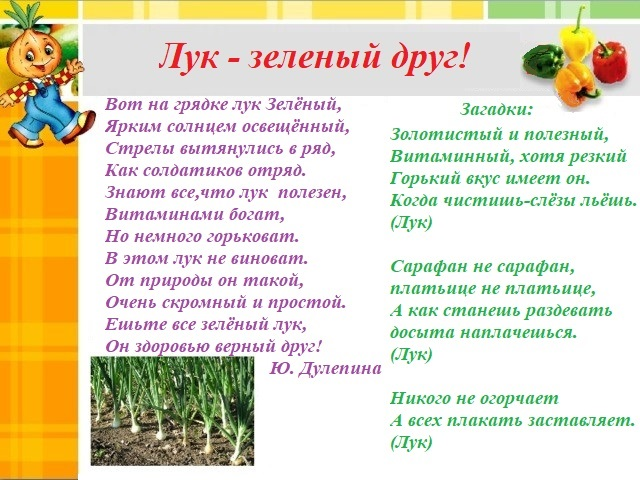 Лук - зеленый друг!
Вот на грядке лук Зелёный,
Ярким солнцем освещённый,
Стрелы вытянулись в ряд,
Как солдатиков отряд.
Знают все,что лук  полезен,
Витаминами богат,
Но немного горьковат.
В этом лук не виноват.
От природы он такой,
Очень скромный и простой.
Ешьте все зелёный лук,
Он здоровью верный друг!
Ю. Дулепина
Загадки:
Золотистый и полезный,
Витаминный, хотя резкий
Горький вкус имеет он.
Когда чистишь-слёзы льёшь.
(Лук)
Сарафан не сарафан,
платьице не платьице,
А как станешь раздевать
досыта наплачешься.
(Лук)
Никого не огорчает
А всех плакать заставляет.
(Лук)